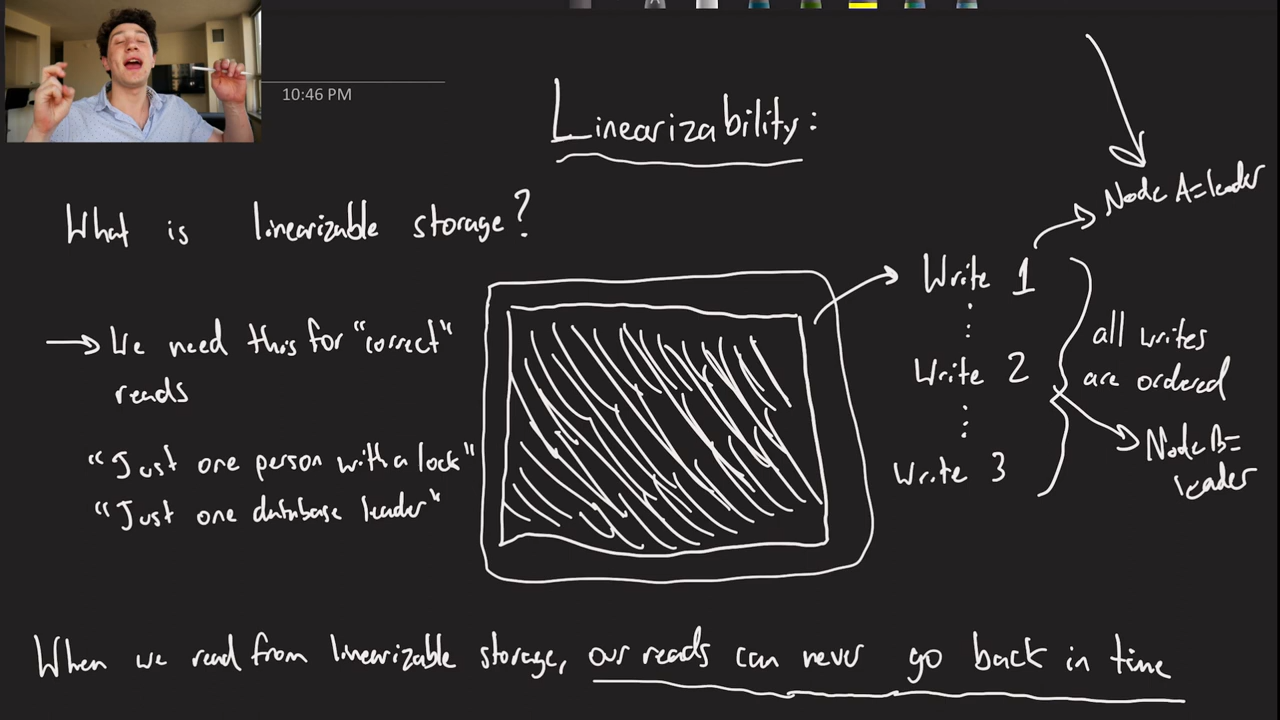 10:46 PM
Linearizability:
What is linearizable storage?
We need this for "correct"
reads
"Just one person with a lock"
"Just one database leader"
Node A=leader
Write 1
Write 2
Write 3
all writes
are ordered
Node B=
leader
When we read from linearizable storage, our reads can never go back in time